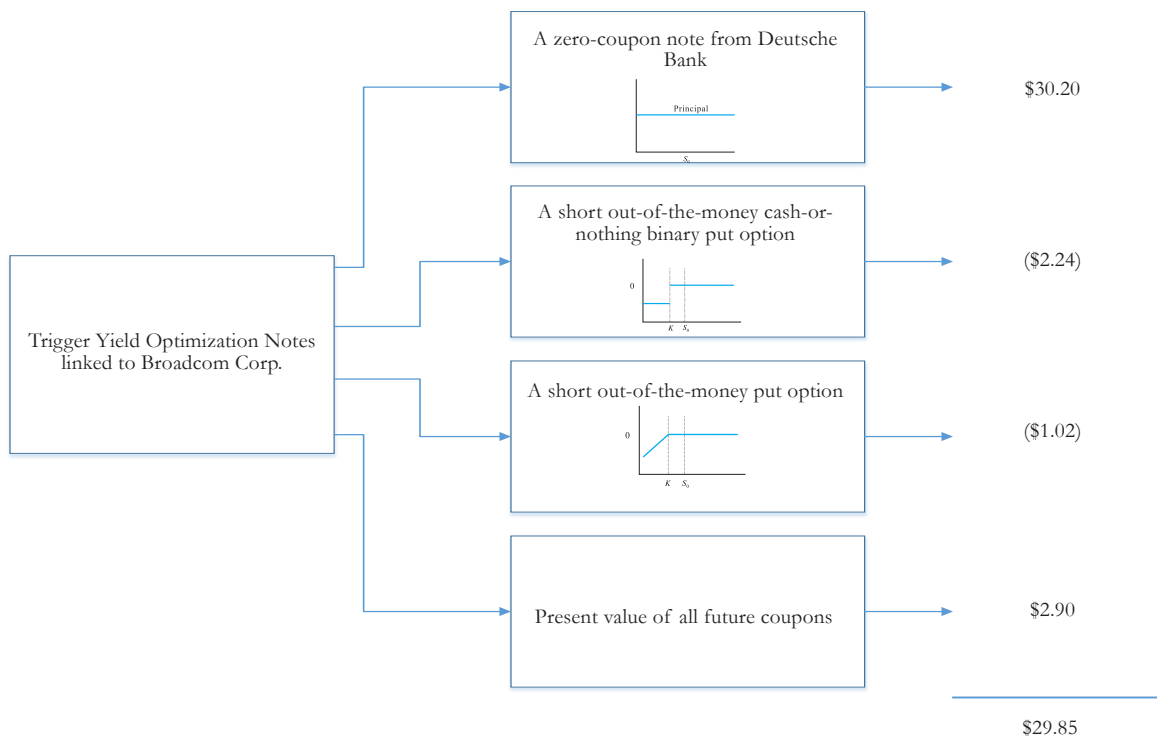 A zero-coupon note from Deutsche
Bank
Principal
S₀
$30.20
A short out-of-the-money cash-or-
nothing binary put option
0
K
S₀
($2.24)
Trigger Yield Optimization Notes
linked to Broadcom Corp.
A short out-of-the-money put option
0
K
S₀
($1.02)
Present value of all future coupons
$2.90
$29.85